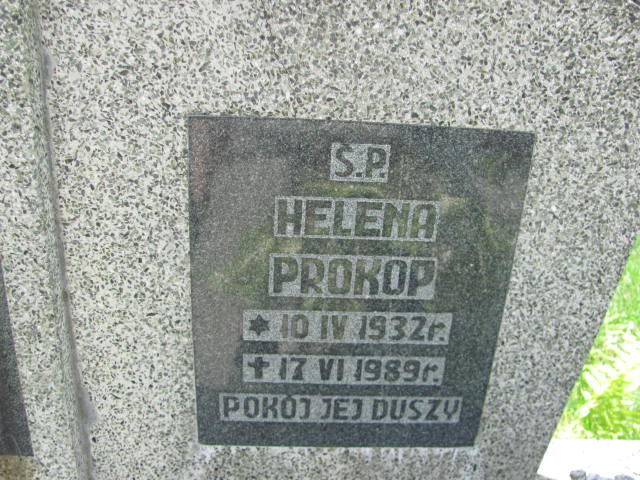 Ś.P.
HELENA
PROKOP
* 10 IV 1932r.
✝ 17 VI 1989r.
POKÓJ JEJ DUSZY